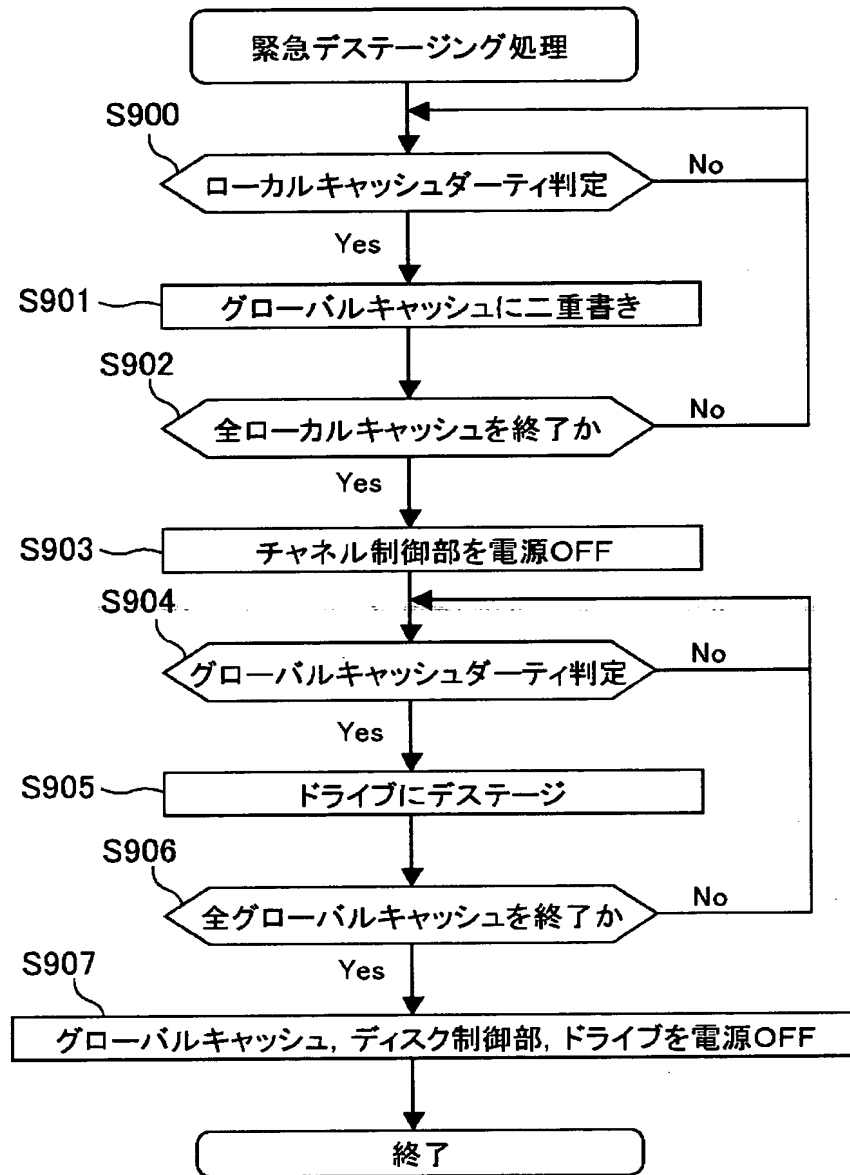 緊急デステージング処理
S900
ローカルキャッシュダーティ判定
No
Yes
S901
グローバルキャッシュに二重書き
S902
全ローカルキャッシュを終了か
No
Yes
S903
チャネル制御部を電源OFF
S904
グローバルキャッシュダーティ判定
No
Yes
S905
ドライブにデステージ
S906
全グローバルキャッシュを終了か
No
Yes
S907
グローバルキャッシュ, ディスク制御部, ドライブを電源OFF
終了